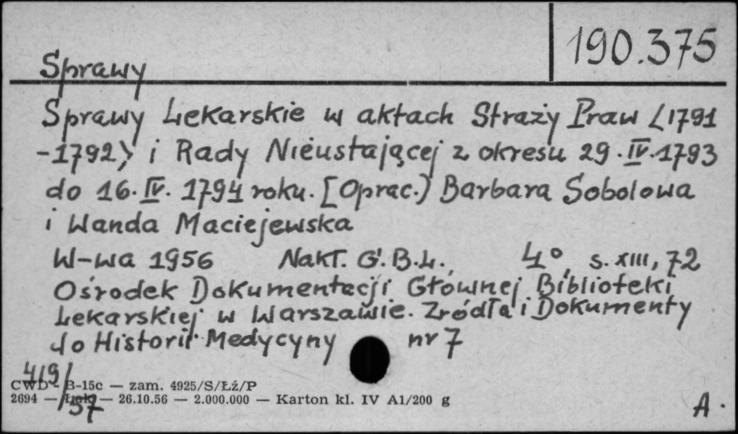 190.375
Sprawy
Sprawy Lekarskie w aktach Straży Praw <1791
-1792> i Rady Nieustającej z okresu 29.IV.1793
do 16.IV.1794 roku. [Oprac.) Barbara Sobolowa
i Wanda Maciejewska
W-wa 1956 Nakł. G.B.L., 4°, s. XIII, 72
Ośrodek Dokumentacji Głównej Biblioteki
Lekarskiej w Warszawie. Zródła i Dokumenty
do Historii Medycyny nr 7
419/57
CWD B-15c — zam. 4925/S/ŁŹ/P
2694 — — 26.10.56 — 2.000.000 — Karton kl. IV A1/200 g
A.